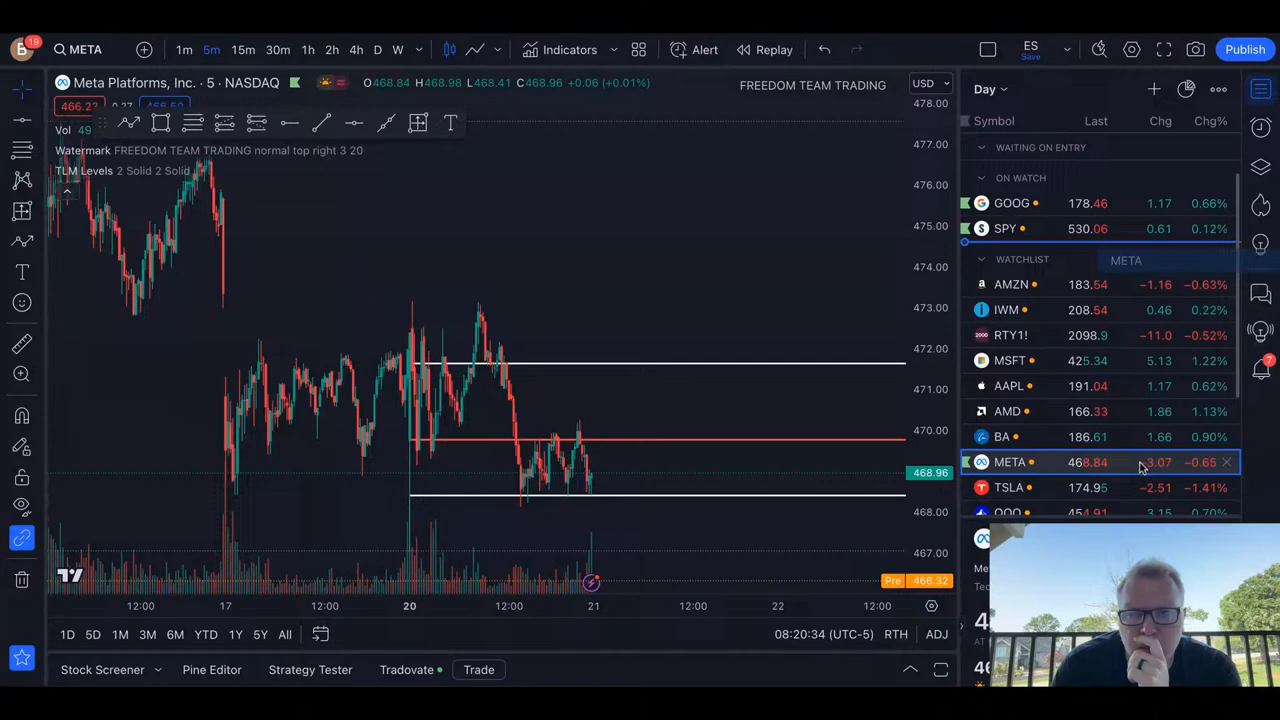 B 19 META 1m 5m 15m 30m 1h 2h 4h D W Indicators Alert Replay ES Save Publish
Meta Platforms, Inc. · 5 · NASDAQ O468.84 H468.98 L468.41 C468.96 +0.06 (+0.01%)
FREEDOM TEAM TRADING
USD
466.23 0.27 466.50
Vol 49
Watermark FREEDOM TEAM TRADING normal top right 3 20
TLM Levels 2 Solid 2 Solid
478.00
477.00
476.00
475.00
474.00
473.00
472.00
471.00
470.00
468.96
468.00
467.00
Pre 466.32
12:00 17 12:00 20 12:00 21 12:00 22 12:00
1D 5D 1M 3M 6M YTD 1Y 5Y All 08:20:34 (UTC-5) RTH ADJ
Stock Screener Pine Editor Strategy Tester Tradovate Trade
Day
Symbol Last Chg Chg%
WAITING ON ENTRY
ON WATCH
GOOG 178.46 1.17 0.66%
SPY 530.06 0.61 0.12%
WATCHLIST META
AMZN 183.54 −1.16 −0.63%
IWM 208.54 0.46 0.22%
2000 RTY1! 2098.9 −11.0 −0.52%
MSFT 425.34 5.13 1.22%
AAPL 191.04 1.17 0.62%
AMD 166.33 1.86 1.13%
BA 186.61 1.66 0.90%
META 468.84 −3.07 −0.65
TSLA 174.95 −2.51 −1.41%
QQQ 454.91 3.15 0.70%
7